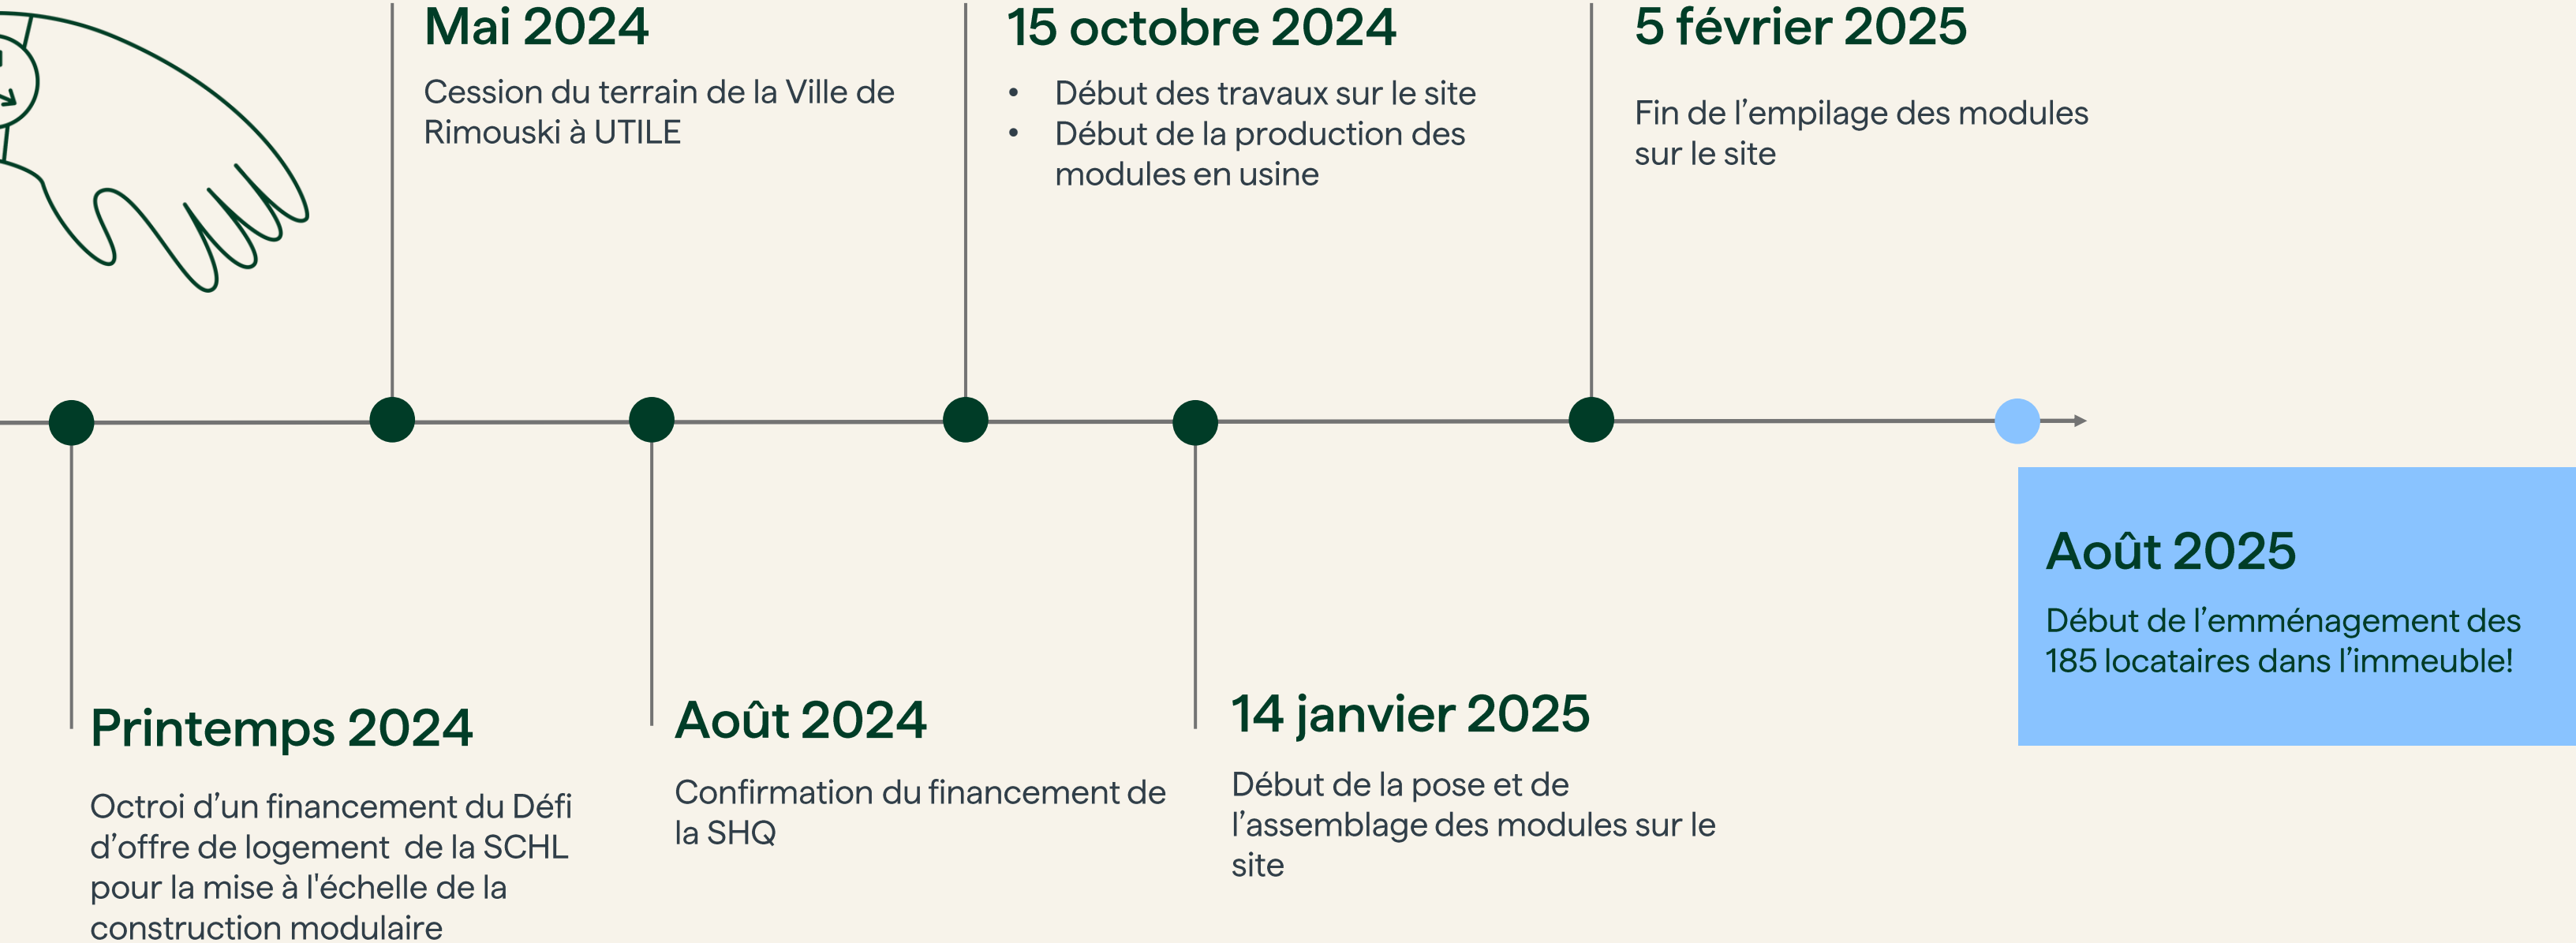 Mai 2024
Cession du terrain de la Ville de
Rimouski à UTILE
15 octobre 2024
• Début des travaux sur le site
• Début de la production des
modules en usine
5 février 2025
Fin de l’empilage des modules
sur le site
Printemps 2024
Octroi d’un financement du Défi
d’offre de logement  de la SCHL
pour la mise à l'échelle de la
construction modulaire
Août 2024
Confirmation du financement de
la SHQ
14 janvier 2025
Début de la pose et de
l’assemblage des modules sur le
site
Août 2025
Début de l’emménagement des
185 locataires dans l’immeuble!